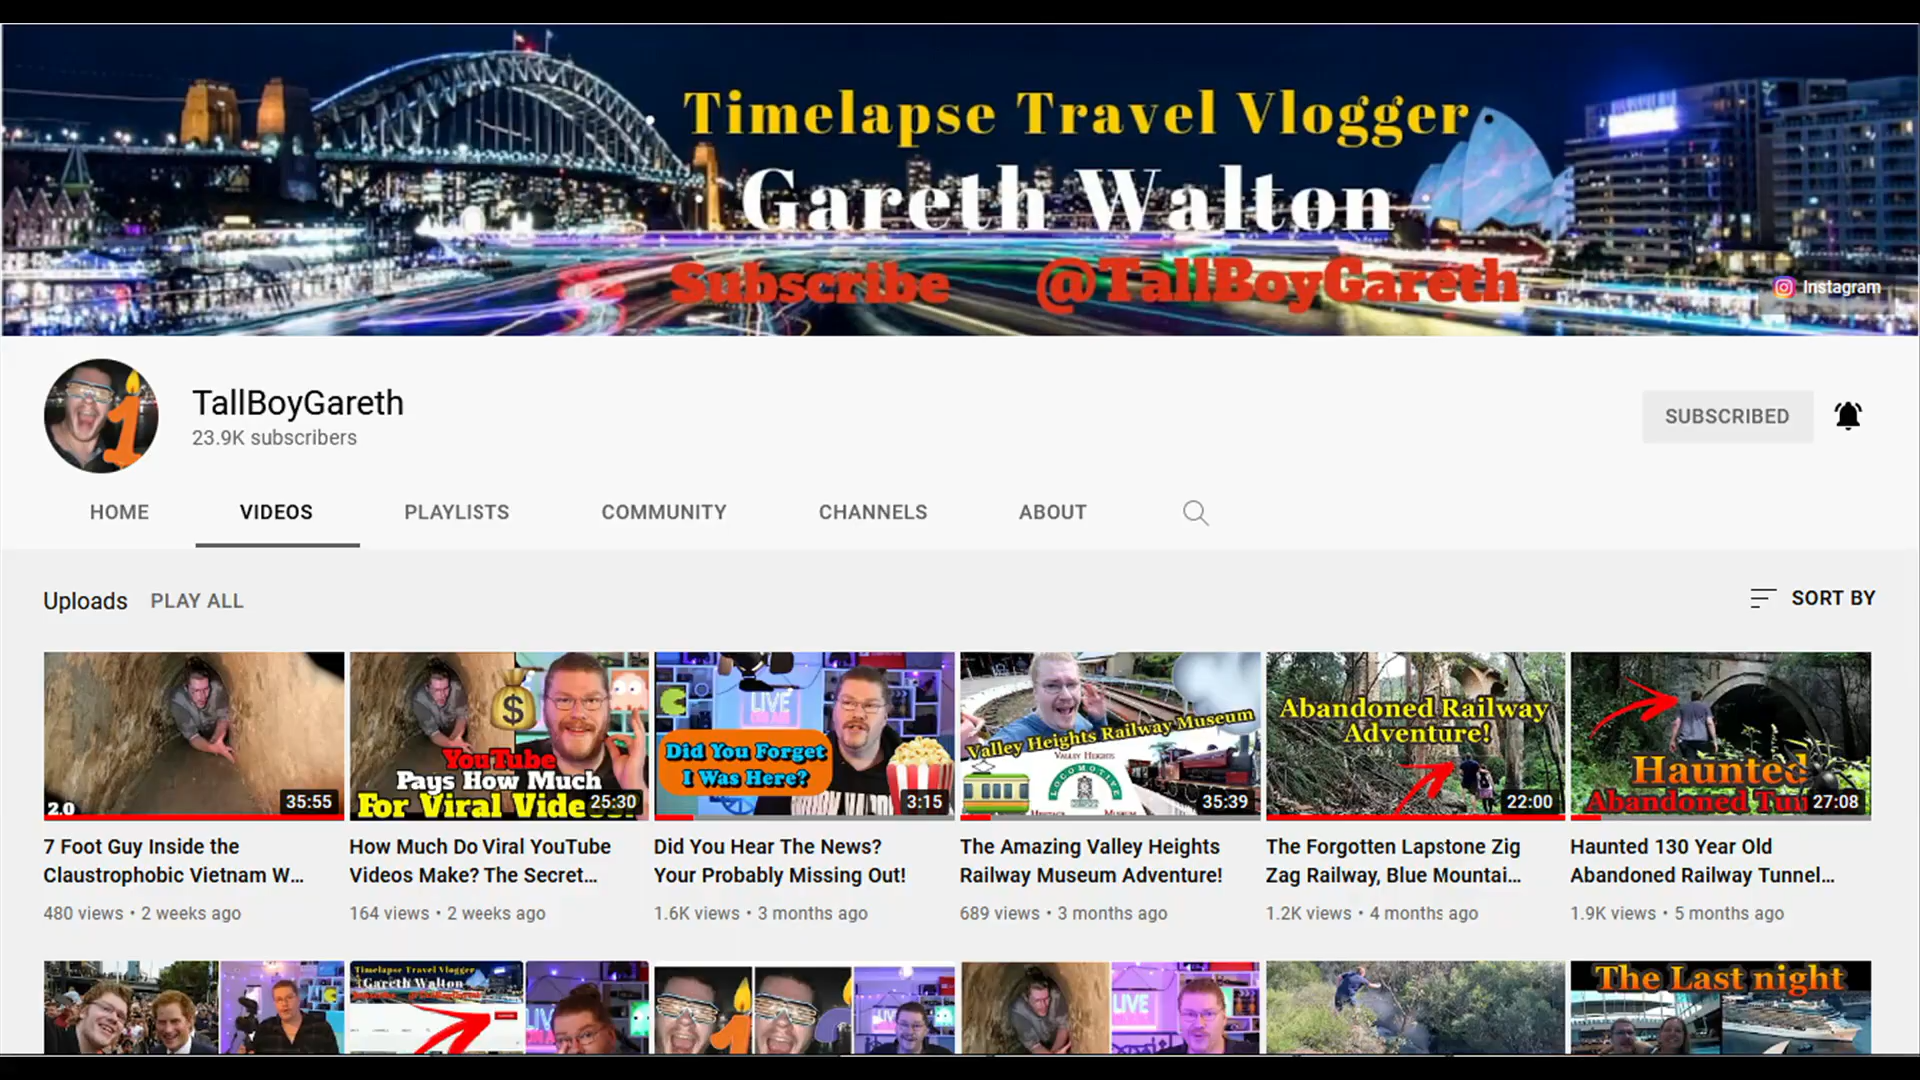 Timelapse Travel Vlogger
Gareth Walton
Subscribe @TallBoyGareth
Instagram
TallBoyGareth
23.9K subscribers
SUBSCRIBED
HOME VIDEOS PLAYLISTS COMMUNITY CHANNELS ABOUT
Uploads PLAY ALL
SORT BY
2.0
35:55
YouTube
Pays How Much
For Viral Vide
25:30
LIVE
Did You Forget
I Was Here?
3:15
Valley Heights Railway Museum
VALLEY HEIGHTS
LOCOMOTIVE
HERITAGE MUSEUM
35:39
Abandoned Railway
Adventure!
22:00
Haunted
Abandoned Tun
27:08
7 Foot Guy Inside the
Claustrophobic Vietnam W...
480 views • 2 weeks ago
How Much Do Viral YouTube
Videos Make? The Secret...
164 views • 2 weeks ago
Did You Hear The News?
Your Probably Missing Out!
1.6K views • 3 months ago
The Amazing Valley Heights
Railway Museum Adventure!
689 views • 3 months ago
The Forgotten Lapstone Zig
Zag Railway, Blue Mountai...
1.2K views • 4 months ago
Haunted 130 Year Old
Abandoned Railway Tunnel...
1.9K views • 5 months ago
Timelapse Travel Vlogger
Gareth Walton
LIVE
The Last night